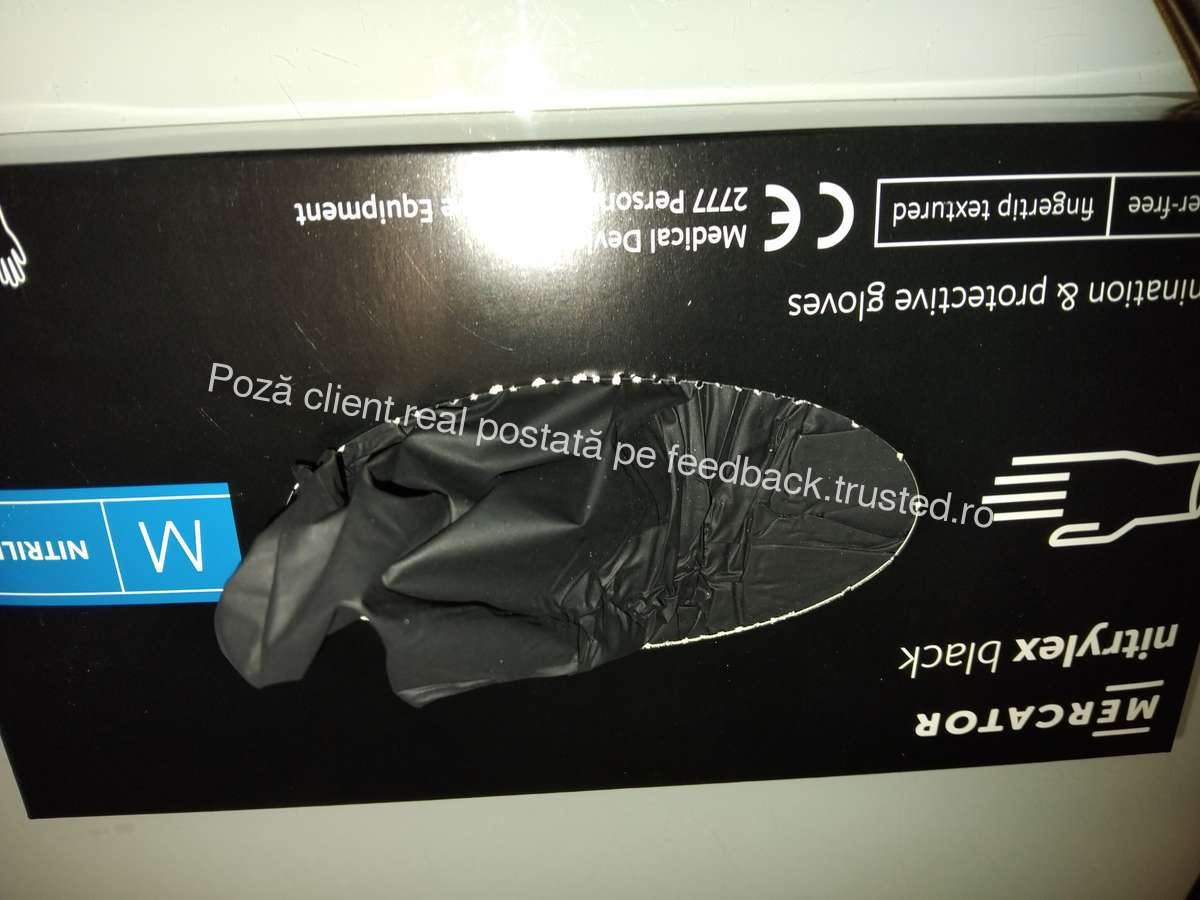 MERCATOR
nitrylex black
ination & protective gloves
er-free
fingertip textured
CE
Medical Dev
2777 Person Equipment
M
NITRIL
Poză client real postată pe feedback.trusted.ro